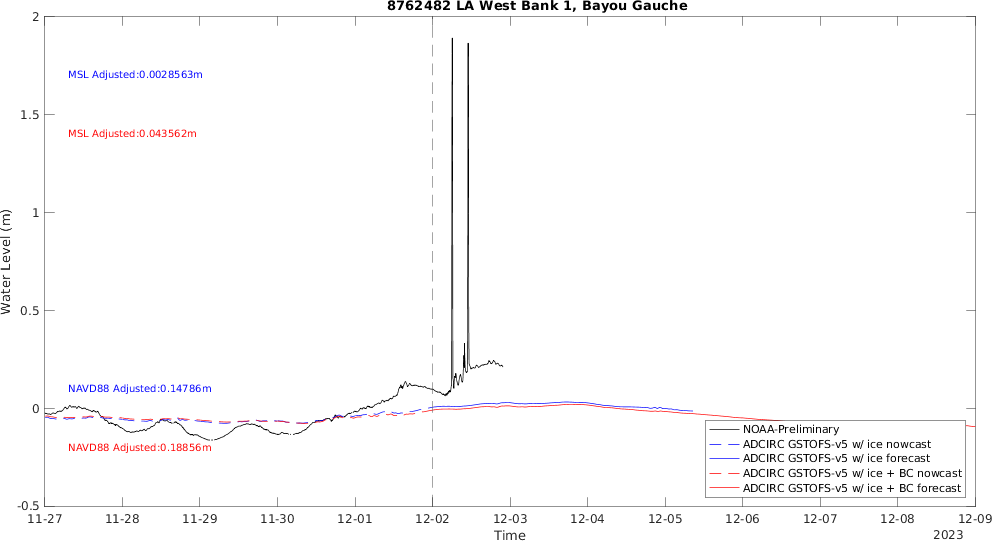 8762482 LA West Bank 1, Bayou Gauche
2
MSL Adjusted:0.0028563m
1.5
MSL Adjusted:0.043562m
1
Water Level (m)
0.5
NAVD88 Adjusted:0.14786m
0
NAVD88 Adjusted:0.18856m
NOAA-Preliminary
ADCIRC GSTOFS-v5 w/ ice nowcast
ADCIRC GSTOFS-v5 w/ ice forecast
ADCIRC GSTOFS-v5 w/ ice + BC nowcast
ADCIRC GSTOFS-v5 w/ ice + BC forecast
-0.5
11-27 11-28 11-29 11-30 12-01 12-02 12-03 12-04 12-05 12-06 12-07 12-08 12-09
Time
2023